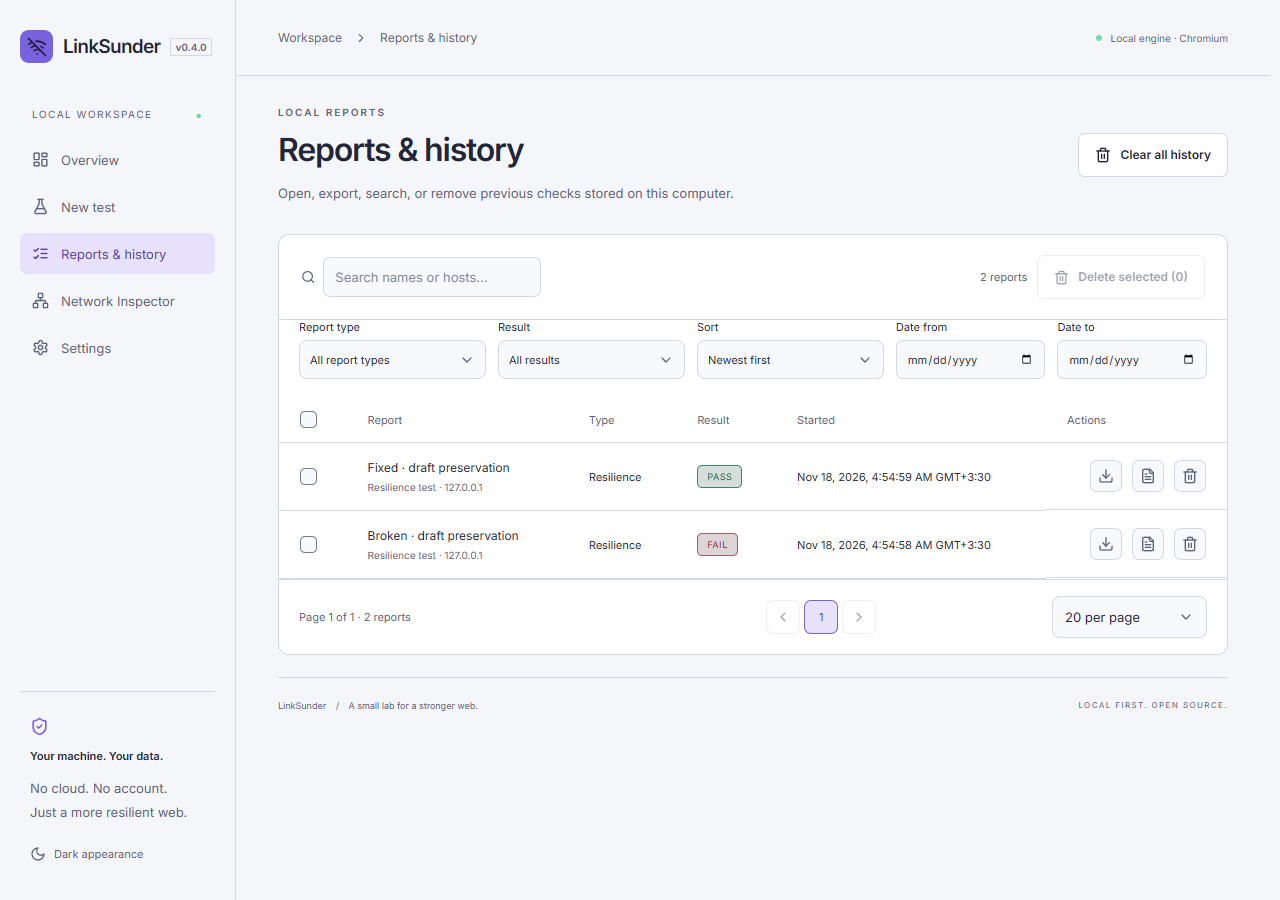 LinkSunder v0.4.0
Workspace > Reports & history
Local engine · Chromium
LOCAL WORKSPACE
Overview
New test
Reports & history
Network Inspector
Settings
LOCAL REPORTS
Reports & history
Clear all history
Open, export, search, or remove previous checks stored on this computer.
Search names or hosts...
2 reports
Delete selected (0)
Report type Result Sort Date from Date to
All report types All results Newest first mm/dd/yyyy mm/dd/yyyy
Report Type Result Started Actions
Fixed · draft preservation
Resilience test · 127.0.0.1
Resilience PASS Nov 18, 2026, 4:54:59 AM GMT+3:30
Broken · draft preservation
Resilience test · 127.0.0.1
Resilience FAIL Nov 18, 2026, 4:54:58 AM GMT+3:30
Page 1 of 1 · 2 reports
1
20 per page
LinkSunder / A small lab for a stronger web.
LOCAL FIRST. OPEN SOURCE.
Your machine. Your data.
No cloud. No account.
Just a more resilient web.
Dark appearance